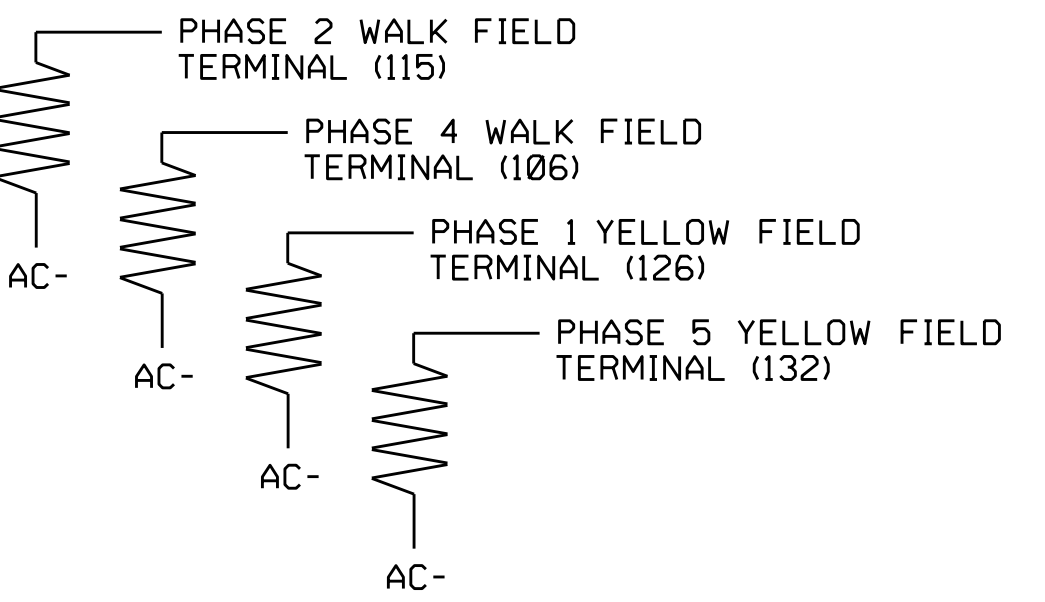 PHASE 2 WALK FIELD
TERMINAL (115)
PHASE 4 WALK FIELD
TERMINAL (106)
PHASE 1 YELLOW FIELD
TERMINAL (126)
AC-
PHASE 5 YELLOW FIELD
TERMINAL (132)
AC-
AC-
AC-